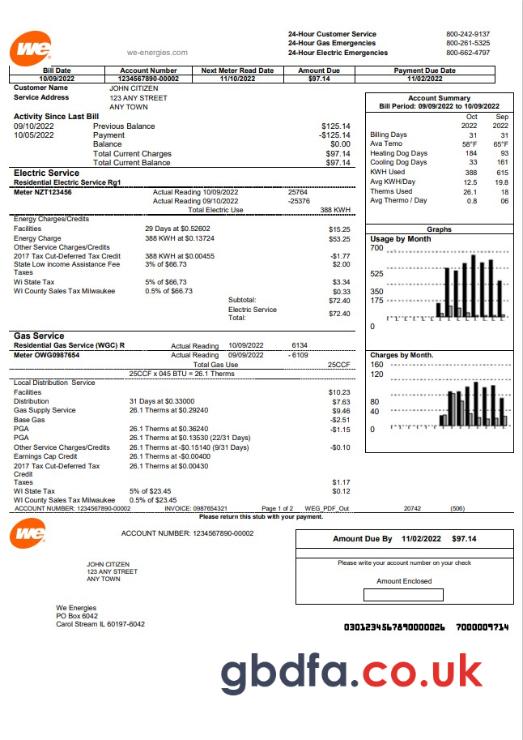 we
we-energies.com
24-Hour Customer Service 800-242-9137
24-Hour Gas Emergencies 800-261-5325
24-Hour Electric Emergencies 800-662-4797
Bill Date Account Number Next Meter Read Date Amount Due Payment Due Date
10/09/2022 1234567890-00002 11/10/2022 $97.14 11/02/2022
Customer Name JOHN CITIZEN
Service Address 123 ANY STREET
ANY TOWN
Activity Since Last Bill
09/10/2022 Previous Balance $125.14
10/05/2022 Payment -$125.14
Balance $0.00
Total Current Charges $97.14
Total Current Balance $97.14
Account Summary
Bill Period: 09/09/2022 to 10/09/2022
Oct Sep
2022 2022
Billing Days 31 31
Ava Temo 58°F 65°F
Heating Dog Days 184 93
Cooling Dog Days 33 161
KWH Used 388 615
Avg KWH/Day 12.5 19.8
Therms Used 26.1 18
Avg Thermo / Day 0.8 06
Electric Service
Residential Electric Service Rg1
Meter NZT123456 Actual Reading 10/09/2022 25764
Actual Reading 09/10/2022 -25376
Total Electric Use 388 KWH
Energy Charges/Credits
Facilities 29 Days at $0.52602 $15.25
Energy Charge 388 KWH at $0.13724 $53.25
Other Service Charges/Credits
2017 Tax Cut-Deferred Tax Credit 388 KWH at $0.00455 -$1.77
State Low income Assistance Fee 3% of $66.73 $2.00
Taxes
WI State Tax 5% of $66,73 $3.34
WI County Sales Tax Milwaukee 0.5% of $66.73 $0.33
Subtotal: $72.40
Electric Service
Total: $72.40
Graphs
Usage by Month
700
525
350
175
0
Charges by Month.
160
120
80
40
0
Gas Service
Residential Gas Service (WGC) R Actual Reading 10/09/2022 6134
Meter OWG0987654 Actual Reading 09/09/2022 - 6109
Total Gas Use 25CCF
25CCF x 045 BTU = 26.1 Therms
Local Distribution Service
Facilities $10.23
Distribution 31 Days at $0.33000 $7.63
Gas Supply Service 26.1 Therms at $0.29240 $9.46
Base Gas -$2.51
PGA 26.1 Therms at $0.36240 -$1.15
PGA 26.1 Therms at $0.13530 (22/31 Days)
Other Service Charges/Credits 26.1 Therms at -$0.15140 (9/31 Days) -$0.10
Earnings Cap Credit 26.1 Therms at -$0.00400
2017 Tax Cut-Deferred Tax 26.1 Therms at $0.00430
Credit
Taxes $1.17
WI State Tax 5% of $23.45 $0.12
WI County Sales Tax Milwaukee 0.5% of $23.45
ACCOUNT NUMBER: 1234567890-00002 INVOICE: 0987654321 Page 1 of 2 WEG_PDF_Out 20742 (506)
Please return this stub with your payment.
we
ACCOUNT NUMBER: 1234567890-00002
JOHN CITIZEN
123 ANY STREET
ANY TOWN
Amount Due By 11/02/2022 $97.14
Please write your account number on your check
Amount Enclosed
We Energies
PO Box 6042
Carol Stream IL 60197-6042
0301234567890000026 7000009714
gbdfa.co.uk